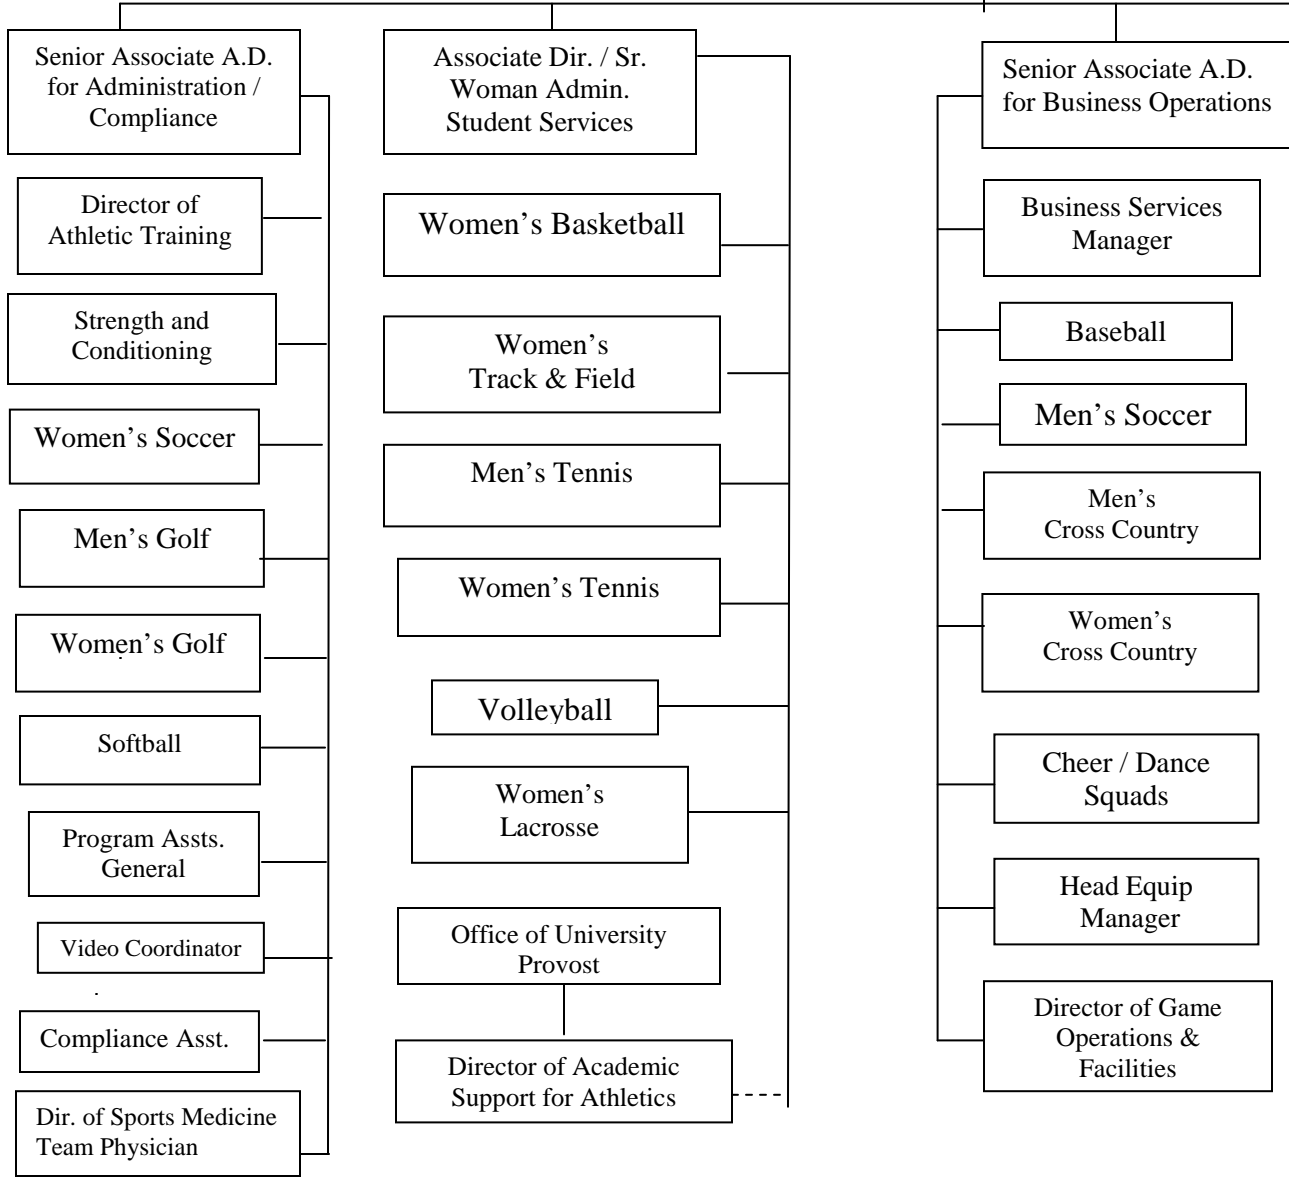 Senior Associate A.D.
for Administration /
Compliance
Director of
Athletic Training
Strength and
Conditioning
Women’s Soccer
Men’s Golf
Women’s Golf
Softball
Program Assts.
General
Video Coordinator
Compliance Asst.
Dir. of Sports Medicine
Team Physician
Associate Dir. / Sr.
Woman Admin.
Student Services
Women’s Basketball
Women’s
Track & Field
Men’s Tennis
Women’s Tennis
Volleyball
Women’s
Lacrosse
Office of University
Provost
Director of Academic
Support for Athletics
Senior Associate A.D.
for Business Operations
Business Services
Manager
Baseball
Men’s Soccer
Men’s
Cross Country
Women’s
Cross Country
Cheer / Dance
Squads
Head Equip
Manager
Director of Game
Operations &
Facilities